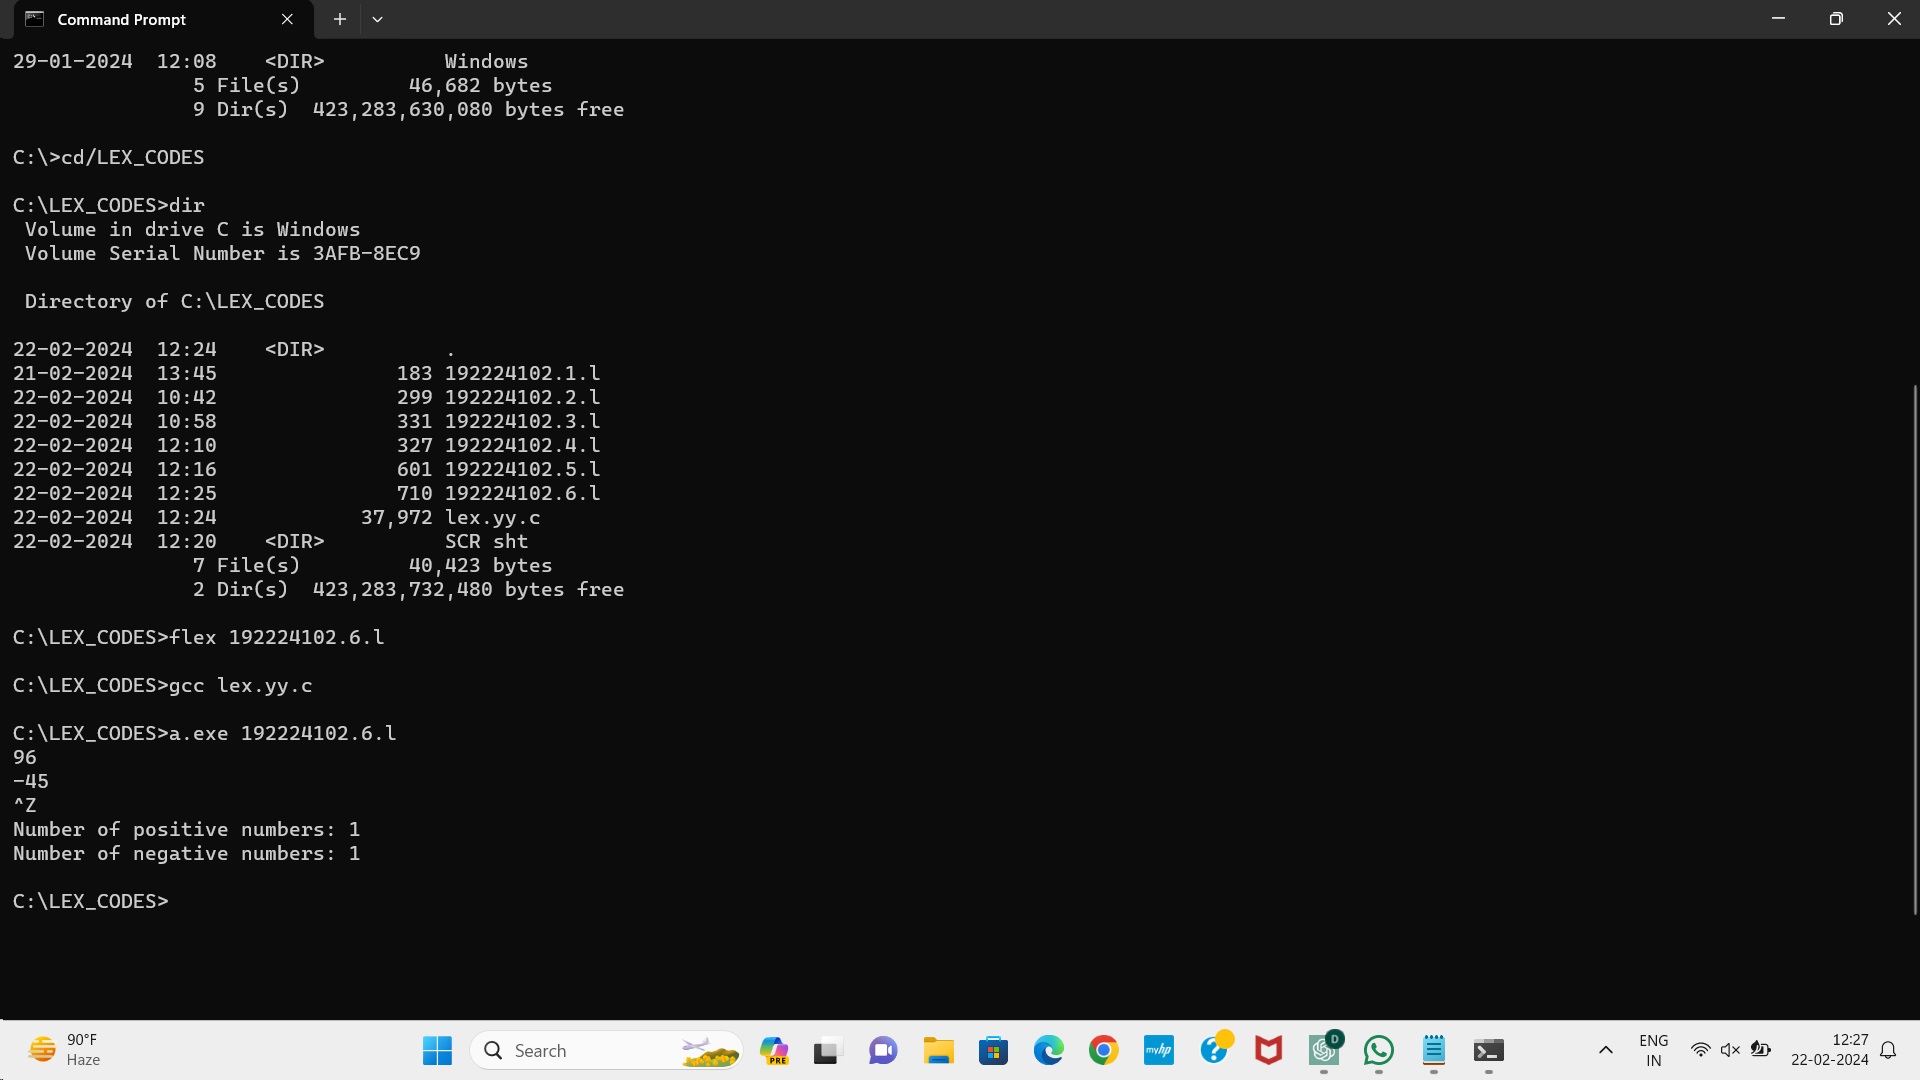 Command Prompt
29-01-2024  12:08    <DIR>          Windows
               5 File(s)         46,682 bytes
               9 Dir(s)  423,283,630,080 bytes free
C:\>cd/LEX_CODES
C:\LEX_CODES>dir
 Volume in drive C is Windows
 Volume Serial Number is 3AFB-8EC9
 Directory of C:\LEX_CODES
22-02-2024  12:24    <DIR>          .
21-02-2024  13:45               183 192224102.1.l
22-02-2024  10:42               299 192224102.2.l
22-02-2024  10:58               331 192224102.3.l
22-02-2024  12:10               327 192224102.4.l
22-02-2024  12:16               601 192224102.5.l
22-02-2024  12:25               710 192224102.6.l
22-02-2024  12:24            37,972 lex.yy.c
22-02-2024  12:20    <DIR>          SCR sht
               7 File(s)         40,423 bytes
               2 Dir(s)  423,283,732,480 bytes free
C:\LEX_CODES>flex 192224102.6.l
C:\LEX_CODES>gcc lex.yy.c
C:\LEX_CODES>a.exe 192224102.6.l
96
-45
^Z
Number of positive numbers: 1
Number of negative numbers: 1
C:\LEX_CODES>
90°F
Haze
Search
PRE
myhp
D
ENG
IN
12:27
22-02-2024